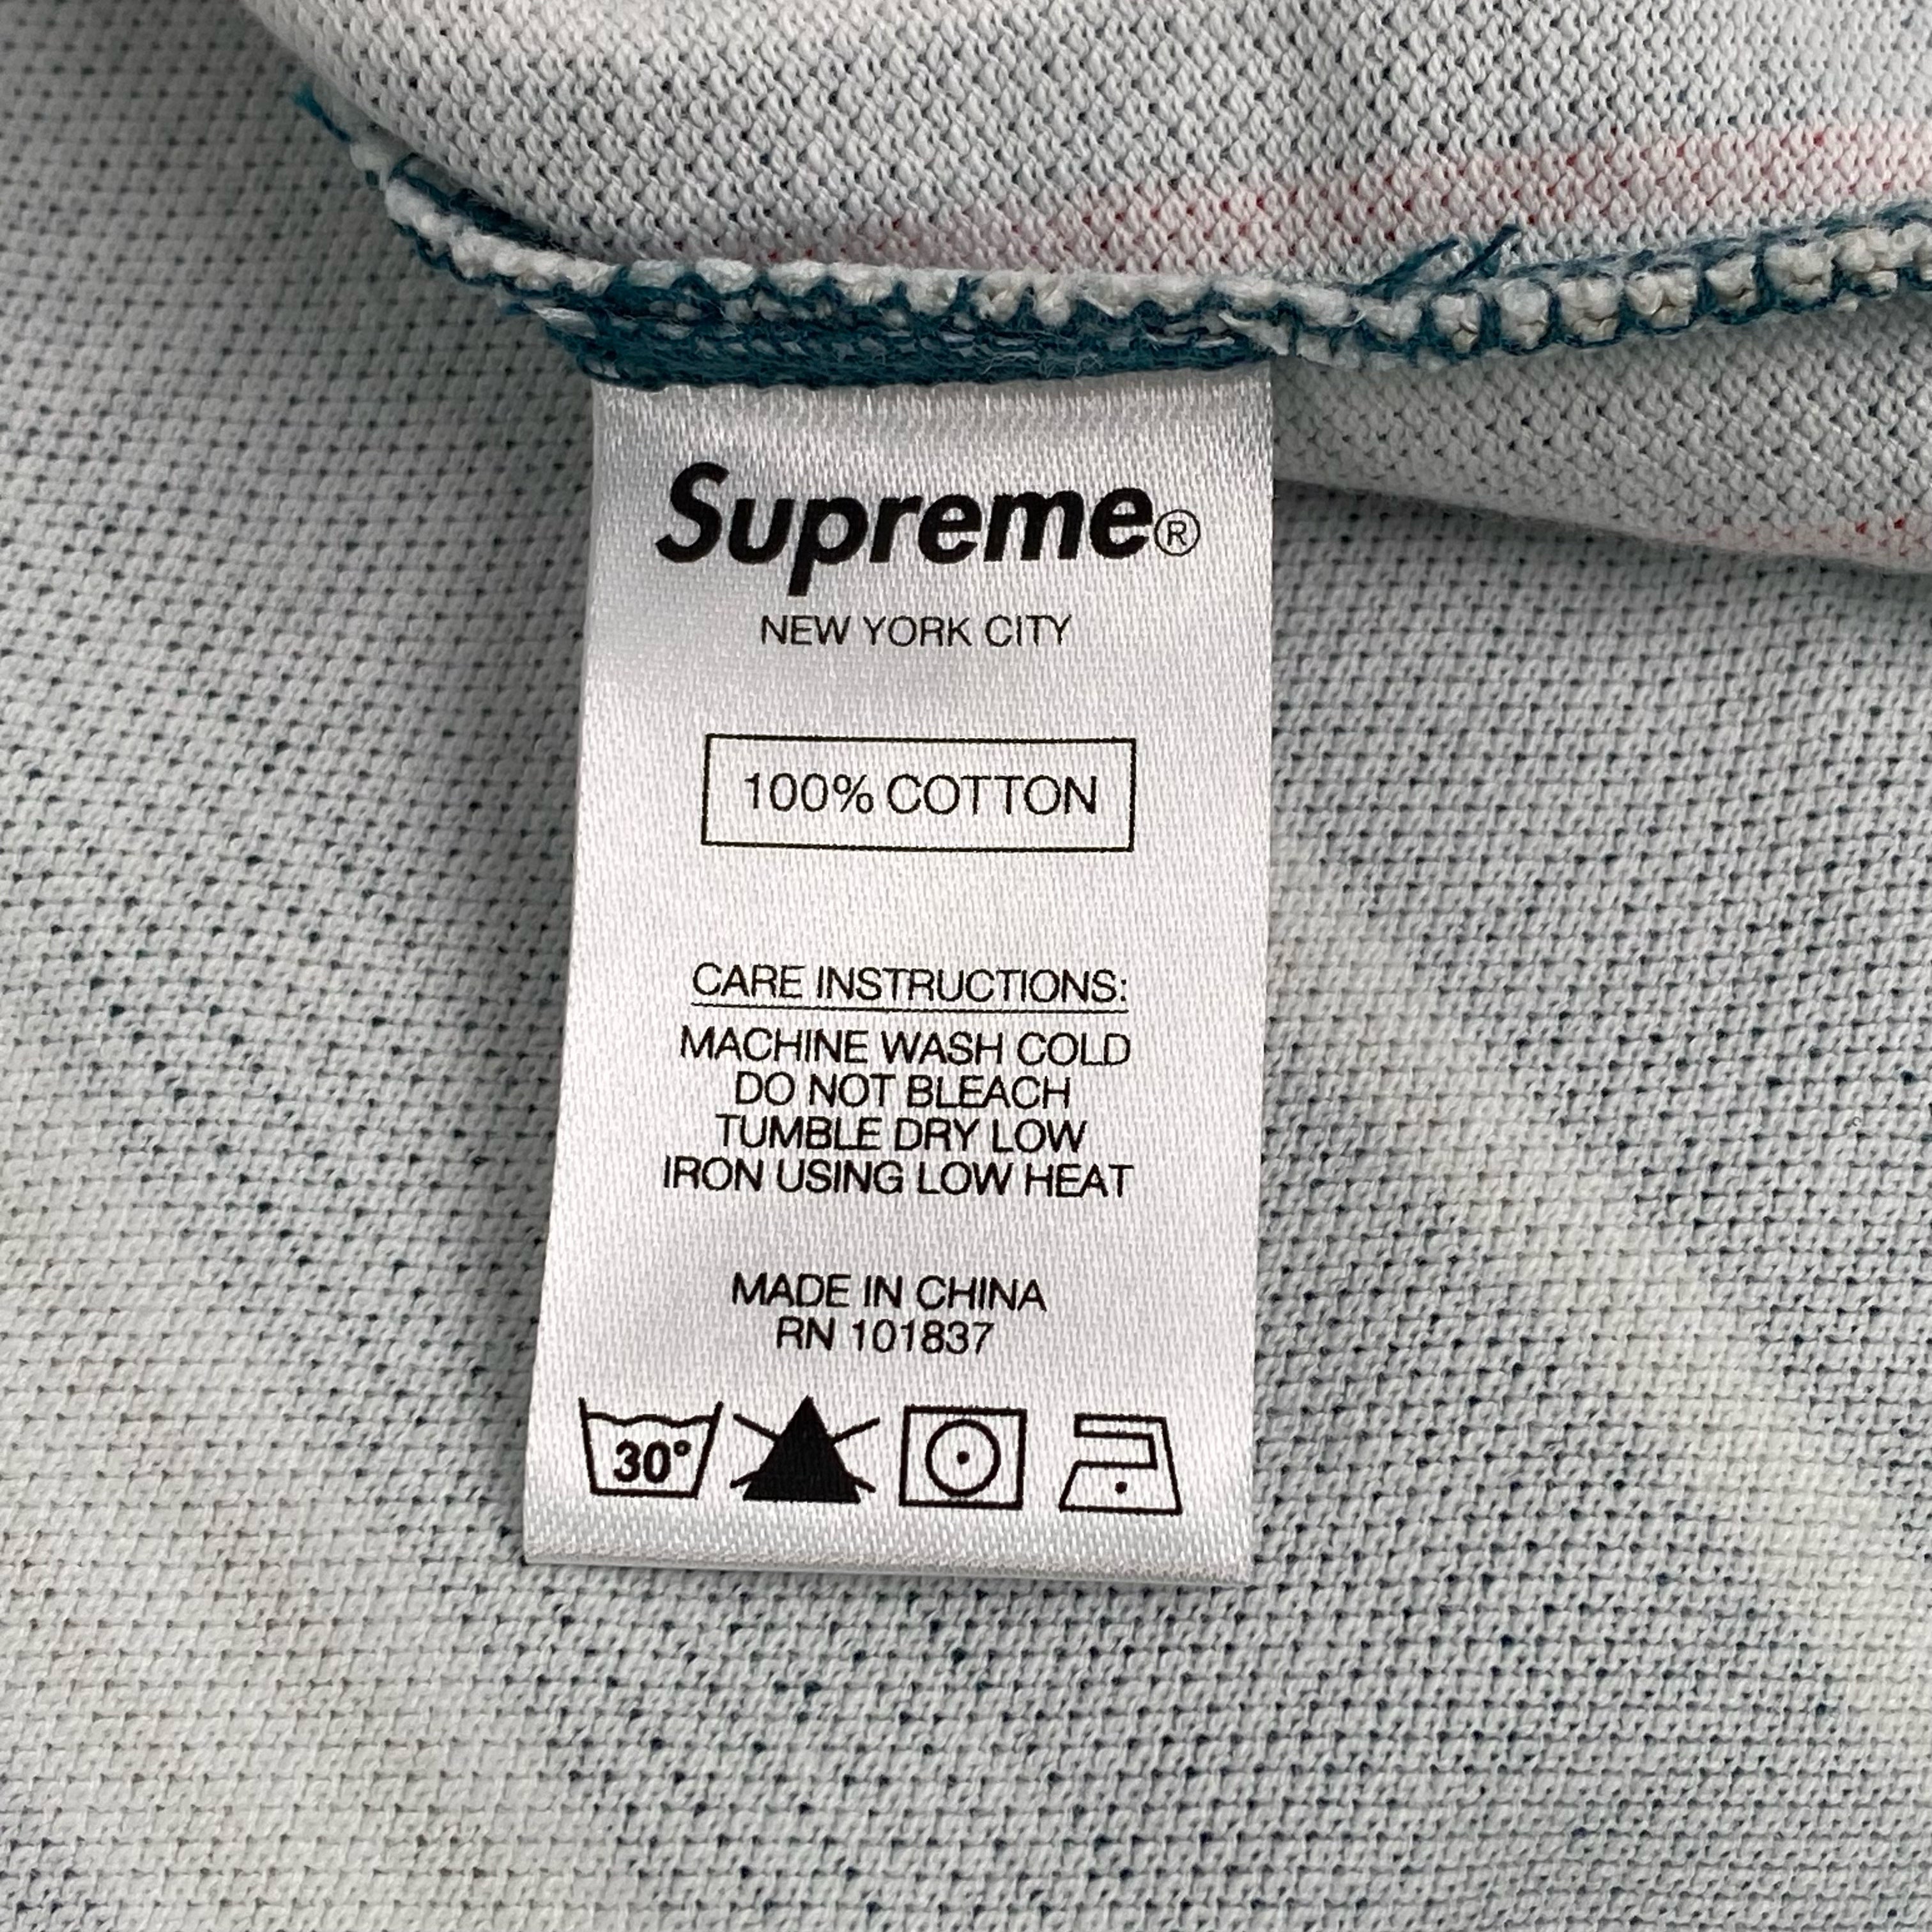 Supreme®
NEW YORK CITY
100% COTTON
CARE INSTRUCTIONS:
MACHINE WASH COLD
DO NOT BLEACH
TUMBLE DRY LOW
IRON USING LOW HEAT
MADE IN CHINA
RN 101837
30°